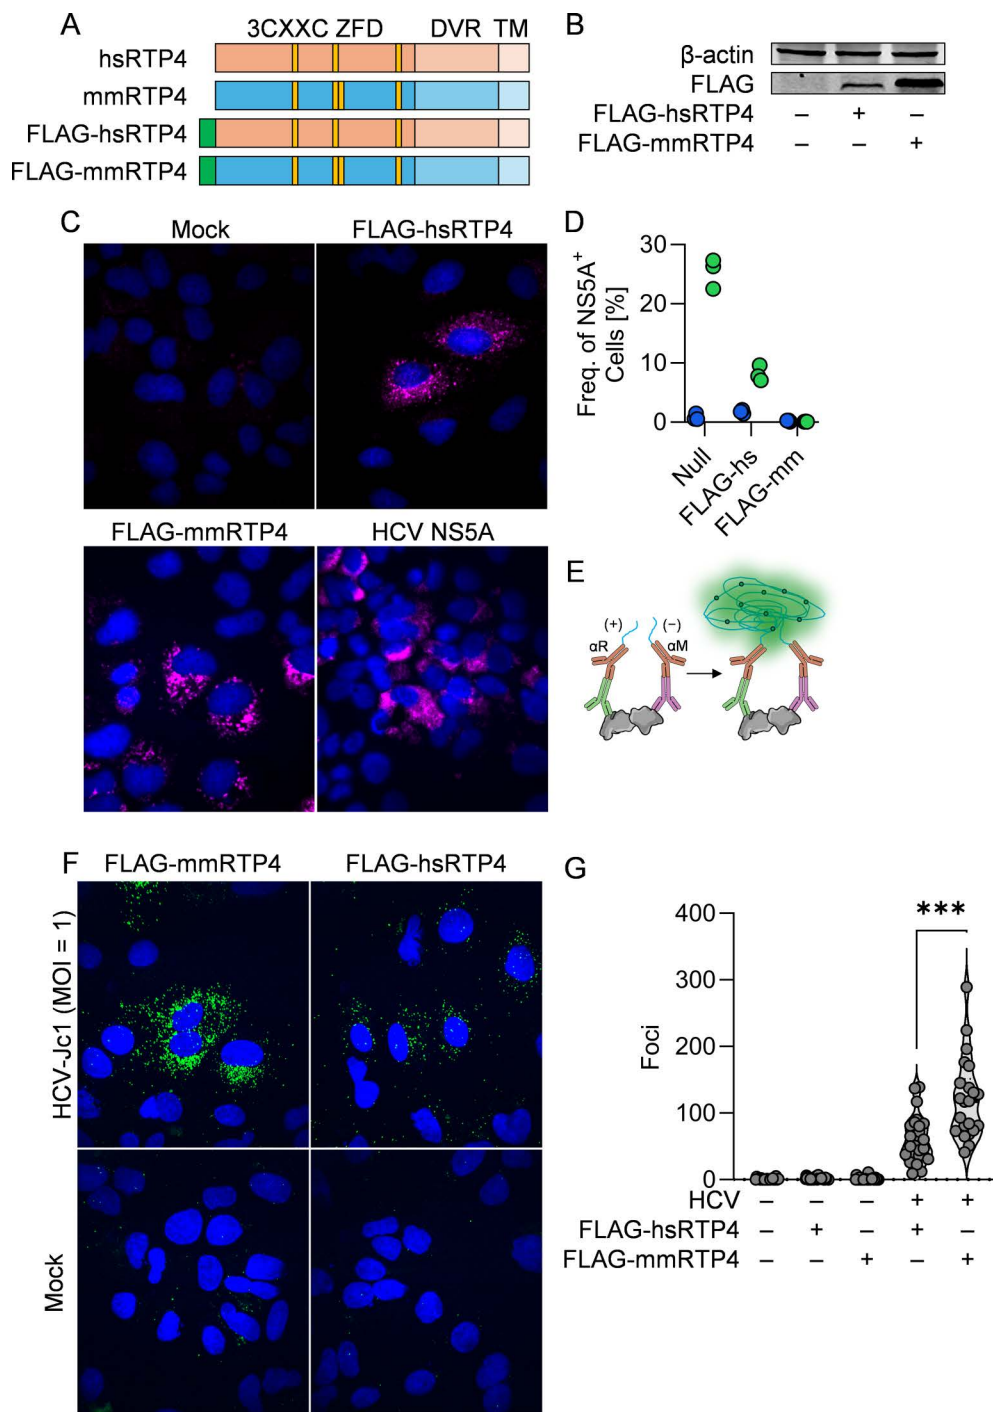 A
3CXXC ZFD DVR TM
hsRTP4
mmRTP4
FLAG-hsRTP4
FLAG-mmRTP4
B
β-actin
FLAG
FLAG-hsRTP4 – + –
FLAG-mmRTP4 – – +
C
Mock FLAG-hsRTP4
FLAG-mmRTP4 HCV NS5A
D
Freq. of NS5A+
Cells [%]
30
20
10
0
Null FLAG-hs FLAG-mm
E
(+) (–)
αR αM
F
FLAG-mmRTP4 FLAG-hsRTP4
HCV-Jc1 (MOI = 1)
Mock
G
***
Foci
400
300
200
100
0
HCV – – – + +
FLAG-hsRTP4 – + – + –
FLAG-mmRTP4 – – + – +